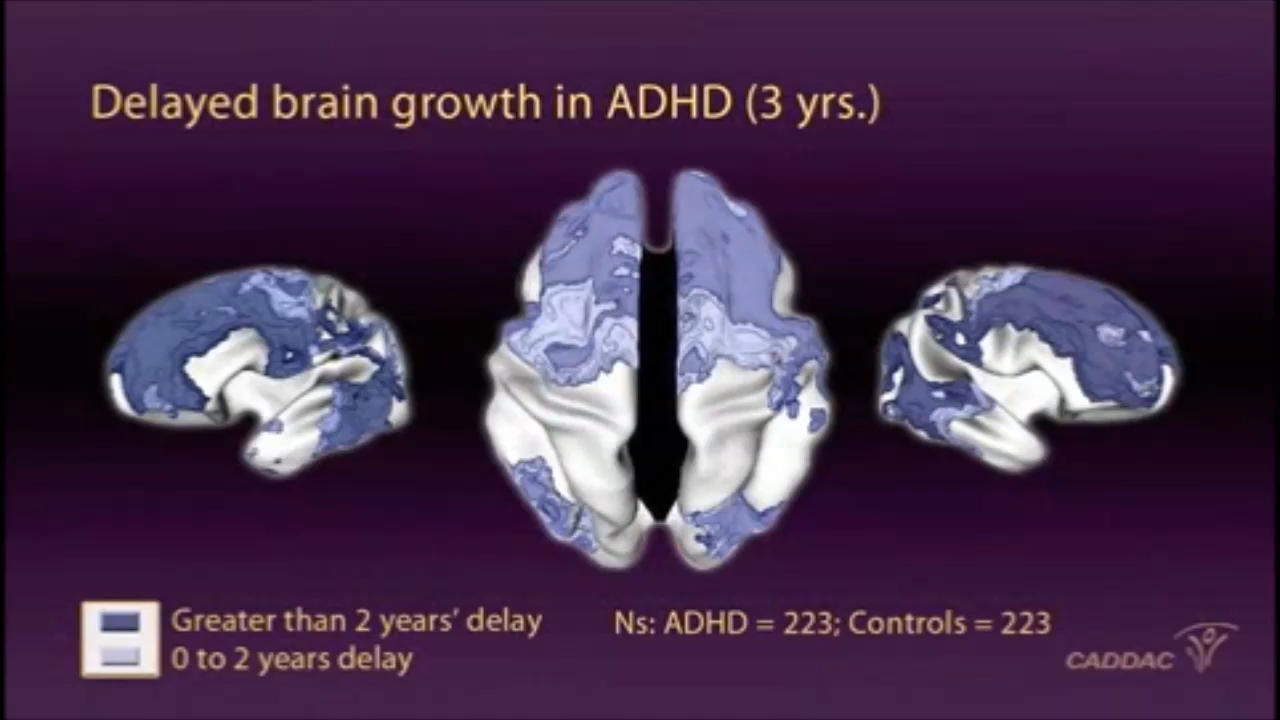 Delayed brain growth in ADHD (3 yrs.)
Greater than 2 years' delay
0 to 2 years delay
Ns: ADHD = 223; Controls = 223
CADDAC